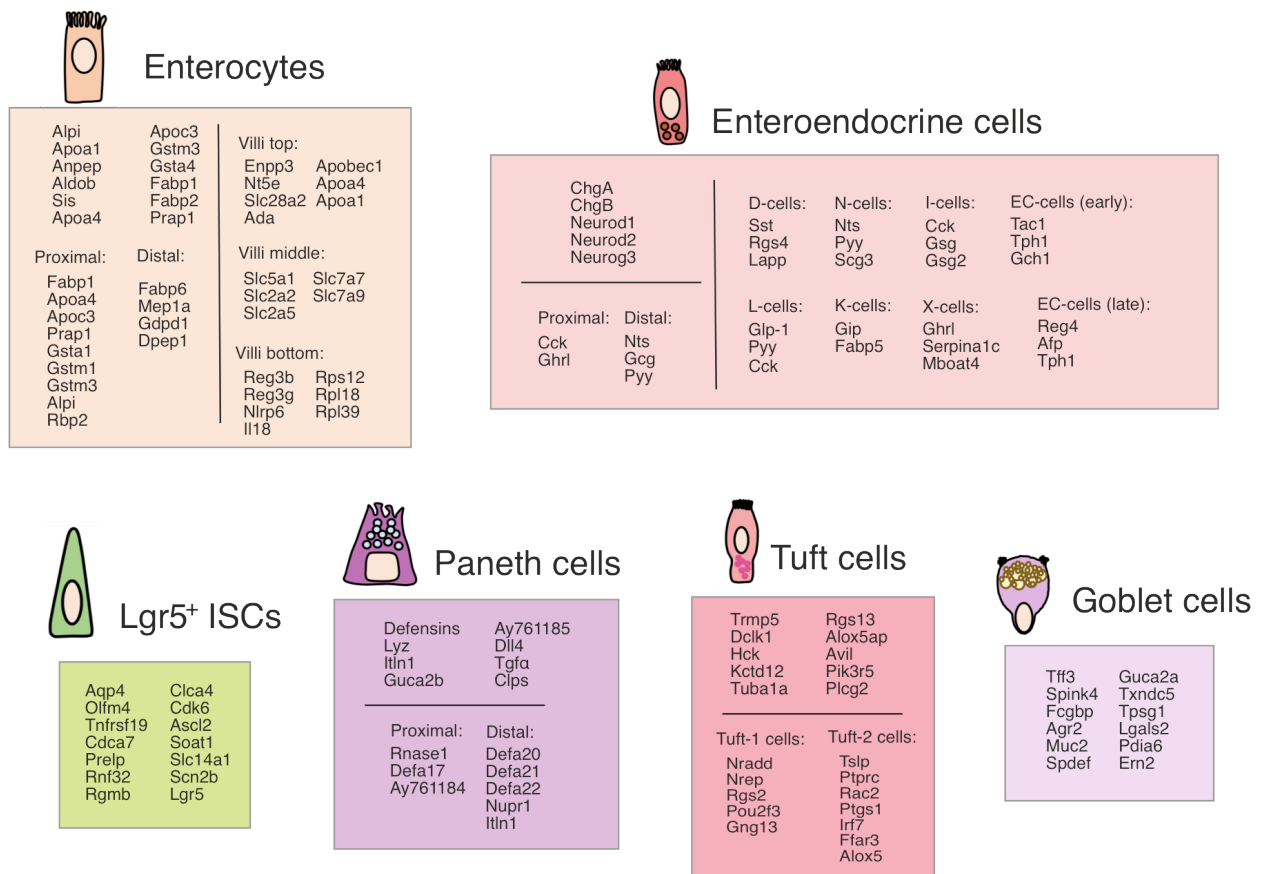 Enterocytes
Alpi
Apoa1
Anpep
Aldob
Sis
Apoa4
Apoc3
Gstm3
Gsta4
Fabp1
Fabp2
Prap1
Proximal:
Fabp1
Apoa4
Apoc3
Prap1
Gsta1
Gstm1
Gstm3
Alpi
Rbp2
Distal:
Fabp6
Mep1a
Gdpd1
Dpep1
Villi top:
Enpp3 Apobec1
Nt5e Apoa4
Slc28a2 Apoa1
Ada
Villi middle:
Slc5a1 Slc7a7
Slc2a2 Slc7a9
Slc2a5
Villi bottom:
Reg3b Rps12
Reg3g Rpl18
Nlrp6 Rpl39
Il18
Enteroendocrine cells
ChgA
ChgB
Neurod1
Neurod2
Neurog3
Proximal:
Cck
Ghrl
Distal:
Nts
Gcg
Pyy
D-cells:
Sst
Rgs4
Lapp
N-cells:
Nts
Pyy
Scg3
I-cells:
Cck
Gsg
Gsg2
EC-cells (early):
Tac1
Tph1
Gch1
L-cells:
Glp-1
Pyy
Cck
K-cells:
Gip
Fabp5
X-cells:
Ghrl
Serpina1c
Mboat4
EC-cells (late):
Reg4
Afp
Tph1
Lgr5+ ISCs
Aqp4
Olfm4
Tnfrsf19
Cdca7
Prelp
Rnf32
Rgmb
Clca4
Cdk6
Ascl2
Soat1
Slc14a1
Scn2b
Lgr5
Paneth cells
Defensins
Lyz
Itln1
Guca2b
Ay761185
Dll4
Tgfα
Clps
Proximal:
Rnase1
Defa17
Ay761184
Distal:
Defa20
Defa21
Defa22
Nupr1
Itln1
Tuft cells
Trmp5
Dclk1
Hck
Kctd12
Tuba1a
Rgs13
Alox5ap
Avil
Pik3r5
Plcg2
Tuft-1 cells:
Nradd
Nrep
Rgs2
Pou2f3
Gng13
Tuft-2 cells:
Tslp
Ptprc
Rac2
Ptgs1
Irf7
Ffar3
Alox5
Goblet cells
Tff3
Spink4
Fcgbp
Agr2
Muc2
Spdef
Guca2a
Txndc5
Tpsg1
Lgals2
Pdia6
Ern2